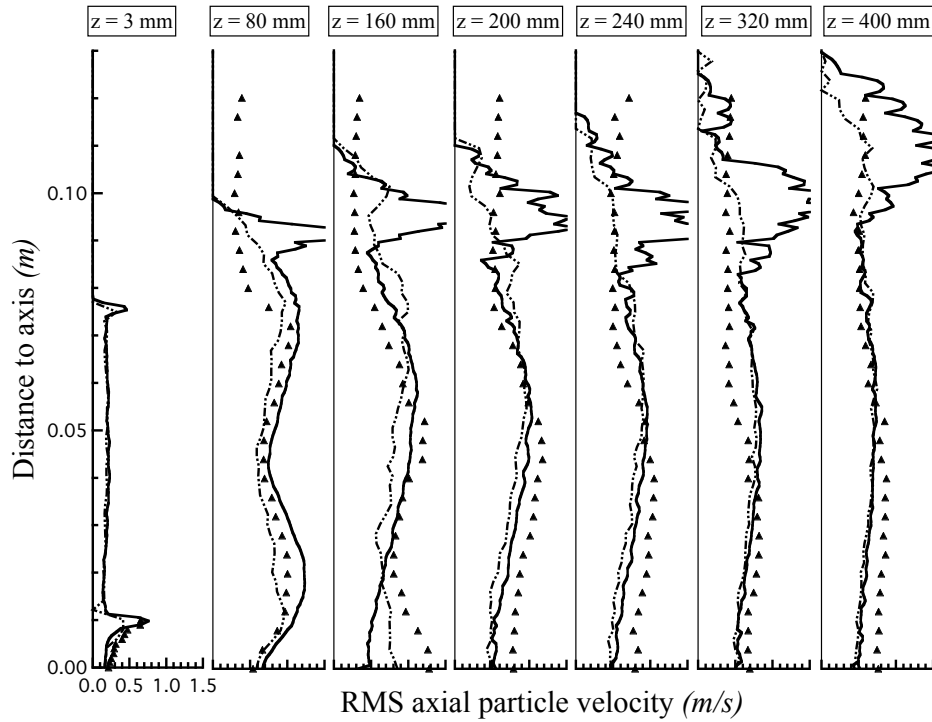 z = 3 mm
z = 80 mm
z = 160 mm
z = 200 mm
z = 240 mm
z = 320 mm
z = 400 mm
Distance to axis (m)
0.10
0.05
0.00
0.0 0.5 1.0 1.5
RMS axial particle velocity (m/s)